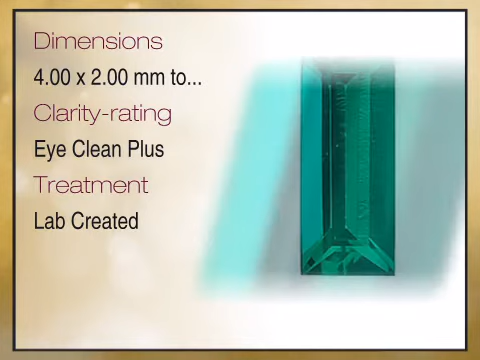 Dimensions
4.00 x 2.00 mm to...
Clarity-rating
Eye Clean Plus
Treatment
Lab Created